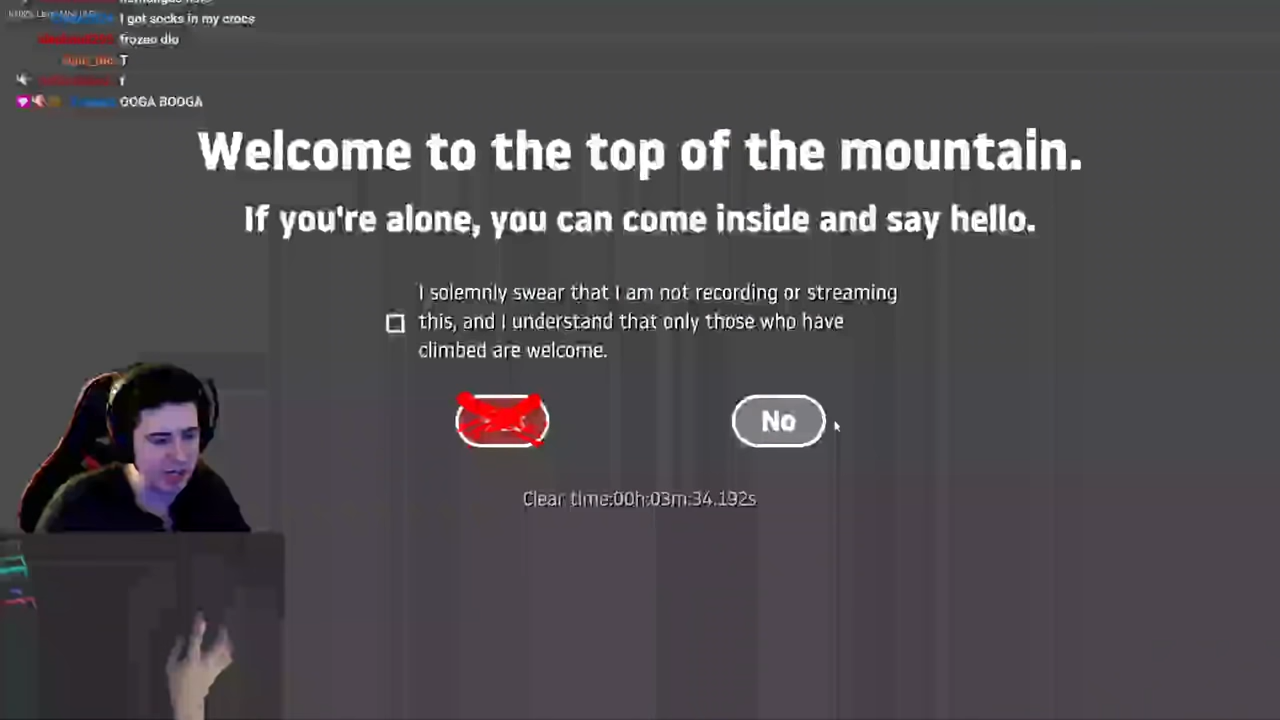 I got socks in my crocs
frozeo dlo
T
f
OOGA BOOGA
Welcome to the top of the mountain.
If you're alone, you can come inside and say hello.
I solemnly swear that I am not recording or streaming
this, and I understand that only those who have
climbed are welcome.
No
Clear time:00h:03m:34.192s